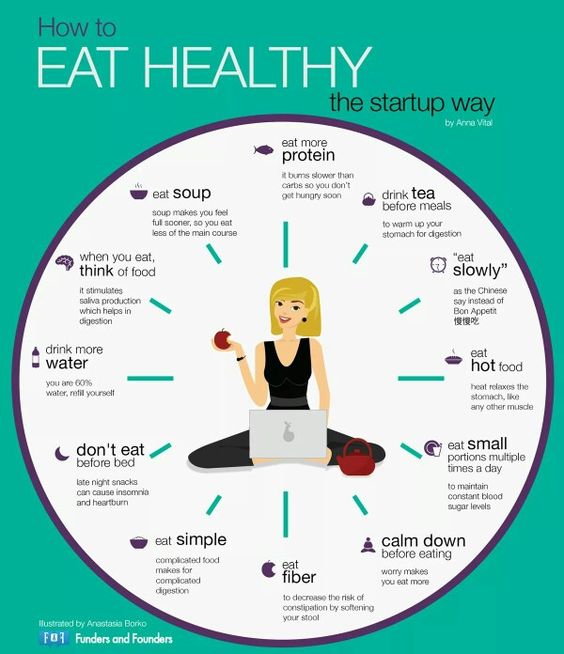 How to
EAT HEALTHY
the startup way
by Anna Vital
eat more
protein
it burns slower than
carbs so you don't
get hungry soon
drink tea
before meals
to warm up your
stomach for digestion
"eat
slowly"
as the Chinese
say instead of
Bon Appetit
慢慢吃
eat
hot food
heat relaxes the
stomach, like
any other muscle
eat small
portions multiple
times a day
to maintain
constant blood
sugar levels
calm down
before eating
worry makes
you eat more
eat
fiber
to decrease the risk of
constipation by softening
your stool
eat simple
complicated food
makes for
complicated
digestion
don't eat
before bed
late night snacks
can cause insomnia
and heartburn
drink more
water
you are 60%
water, refill yourself
when you eat,
think of food
it stimulates
saliva production
which helps in
digestion
eat soup
soup makes you feel
full sooner, so you eat
less of the main course
Illustrated by Anastasia Borko
Funders and Founders